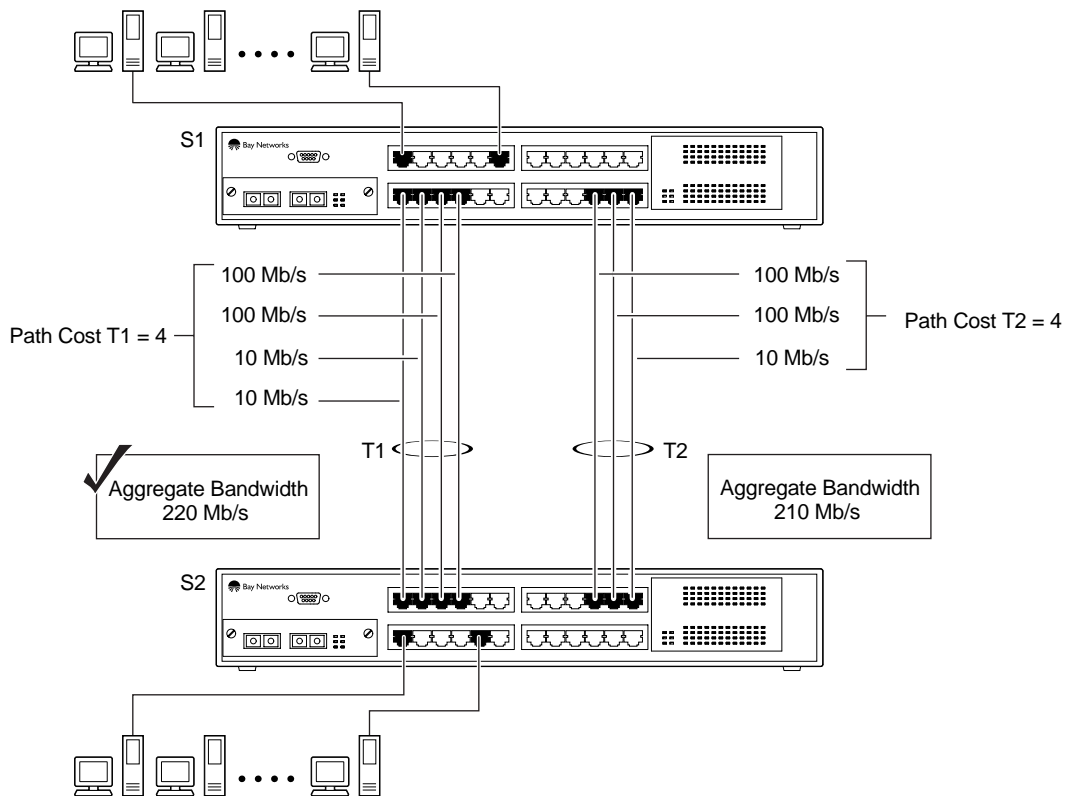 S1
Bay Networks
100 Mb/s
100 Mb/s
10 Mb/s
10 Mb/s
Path Cost T1 = 4
100 Mb/s
100 Mb/s
10 Mb/s
Path Cost T2 = 4
T1
T2
Aggregate Bandwidth
220 Mb/s
Aggregate Bandwidth
210 Mb/s
S2
Bay Networks